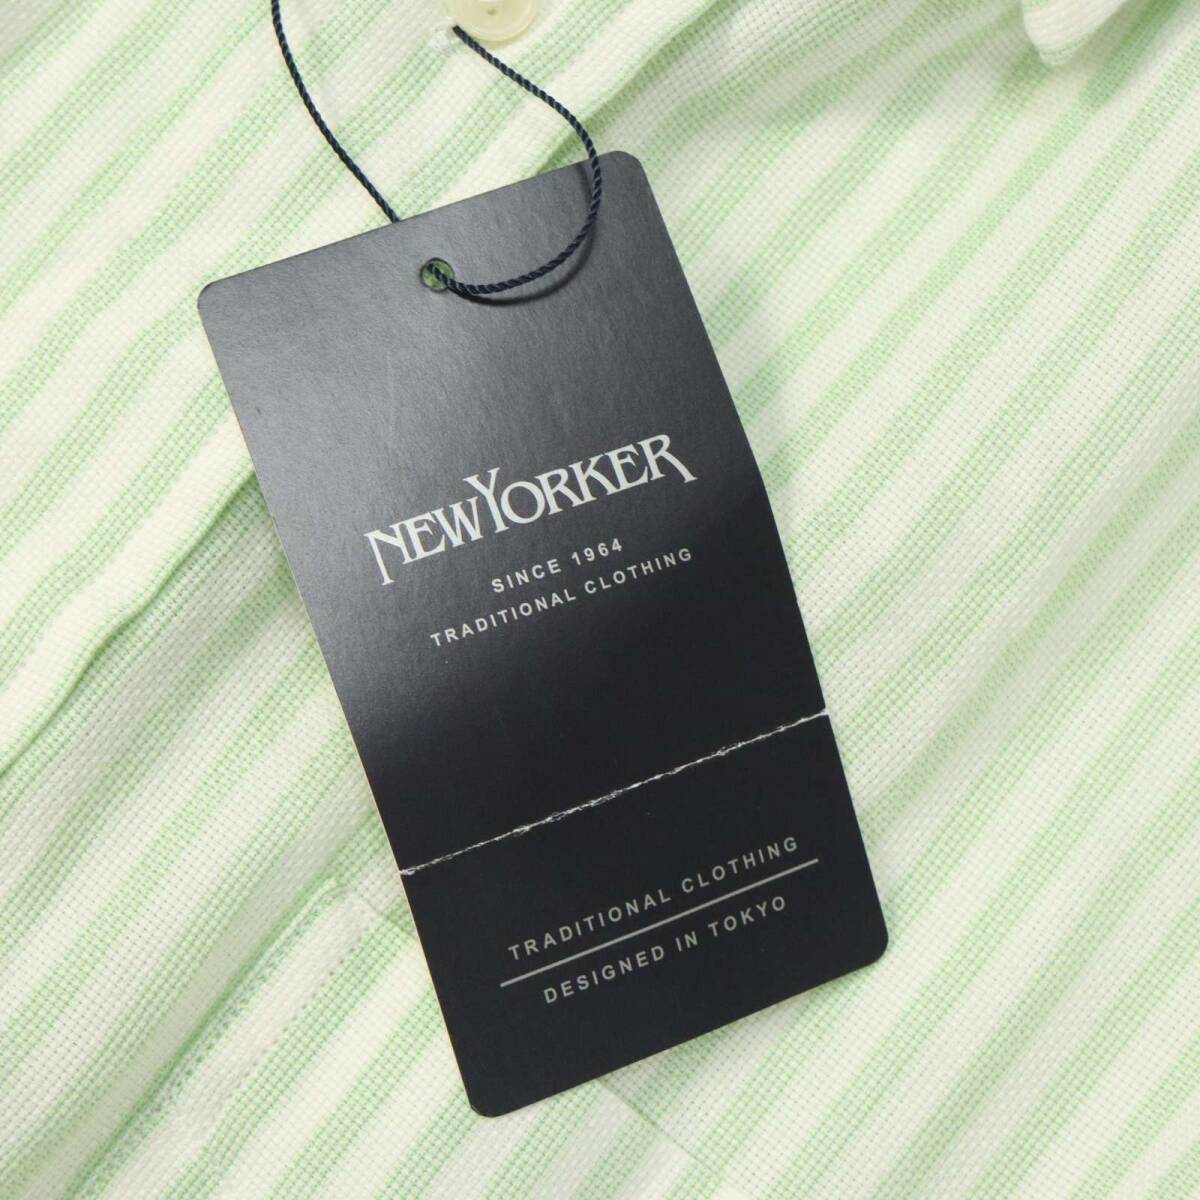 NEWYORKER
SINCE 1964
TRADITIONAL CLOTHING
TRADITIONAL CLOTHING
DESIGNED IN TOKYO